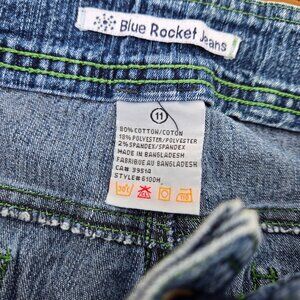 Blue Rocket Jeans
11
80% COTTON/COTON
18% POLYESTER/POLYESTER
2% SPANDEX/SPANDEX
MADE IN BANGLADESH
FABRIQUE AU BANGLADESH
CA# 39514
STYLE# 6100H